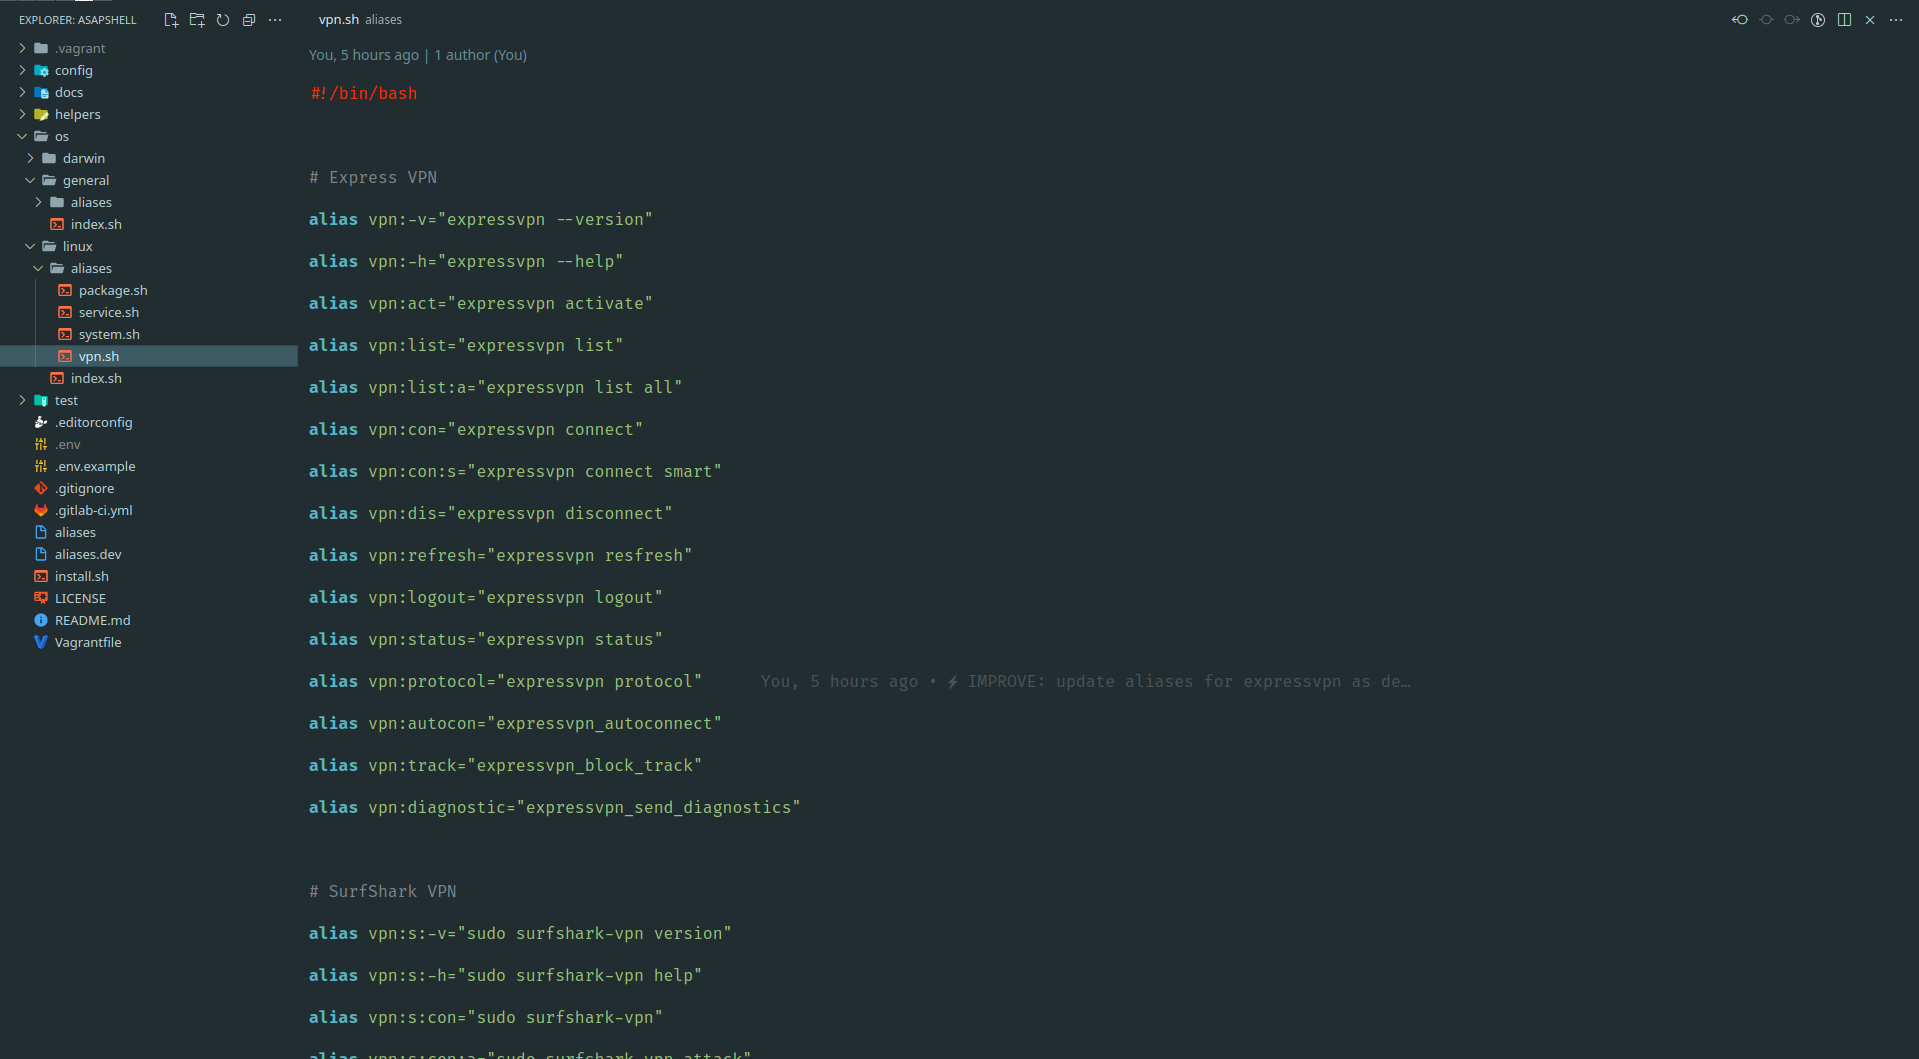 EXPLORER: ASAPSHELL
.vagrant
config
docs
helpers
os
darwin
general
aliases
index.sh
linux
aliases
package.sh
service.sh
system.sh
vpn.sh
index.sh
test
.editorconfig
.env
.env.example
.gitignore
.gitlab-ci.yml
aliases
aliases.dev
install.sh
LICENSE
README.md
Vagrantfile
vpn.sh aliases
You, 5 hours ago | 1 author (You)
#!/bin/bash
# Express VPN
alias vpn:-v="expressvpn --version"
alias vpn:-h="expressvpn --help"
alias vpn:act="expressvpn activate"
alias vpn:list="expressvpn list"
alias vpn:list:a="expressvpn list all"
alias vpn:con="expressvpn connect"
alias vpn:con:s="expressvpn connect smart"
alias vpn:dis="expressvpn disconnect"
alias vpn:refresh="expressvpn resfresh"
alias vpn:logout="expressvpn logout"
alias vpn:status="expressvpn status"
alias vpn:protocol="expressvpn protocol" You, 5 hours ago • ⚡ IMPROVE: update aliases for expressvpn as de…
alias vpn:autocon="expressvpn_autoconnect"
alias vpn:track="expressvpn_block_track"
alias vpn:diagnostic="expressvpn_send_diagnostics"
# SurfShark VPN
alias vpn:s:-v="sudo surfshark-vpn version"
alias vpn:s:-h="sudo surfshark-vpn help"
alias vpn:s:con="sudo surfshark-vpn"
alias vpn:s:con:a="sudo surfshark-vpn attack"